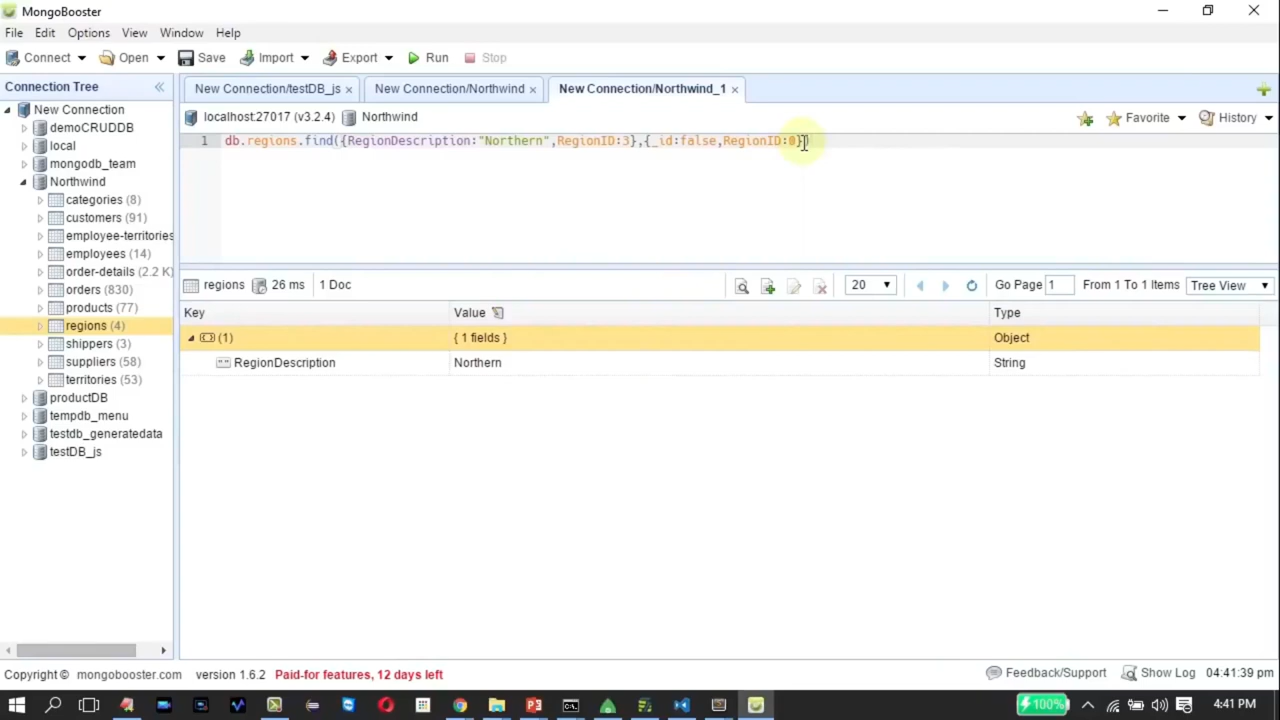 MongoBooster
File Edit Options View Window Help
Connect Open Save Import Export Run Stop
Connection Tree
New Connection/testDB_js × New Connection/Northwind × New Connection/Northwind_1 ×
New Connection
demoCRUDDB
local
mongodb_team
Northwind
categories (8)
customers (91)
employee-territories
employees (14)
order-details (2.2 K)
orders (830)
products (77)
regions (4)
shippers (3)
suppliers (58)
territories (53)
productDB
tempdb_menu
testdb_generatedata
testDB_js
localhost:27017 (v3.2.4) Northwind Favorite History
1 db.regions.find({RegionDescription:"Northern",RegionID:3},{_id:false,RegionID:0})
regions 26 ms 1 Doc 20 Go Page 1 From 1 To 1 Items Tree View
Key Value Type
(1) { 1 fields } Object
RegionDescription Northern String
Copyright © mongobooster.com version 1.6.2 Paid-for features, 12 days left Feedback/Support Show Log 04:41:39 pm
100% 4:41 PM